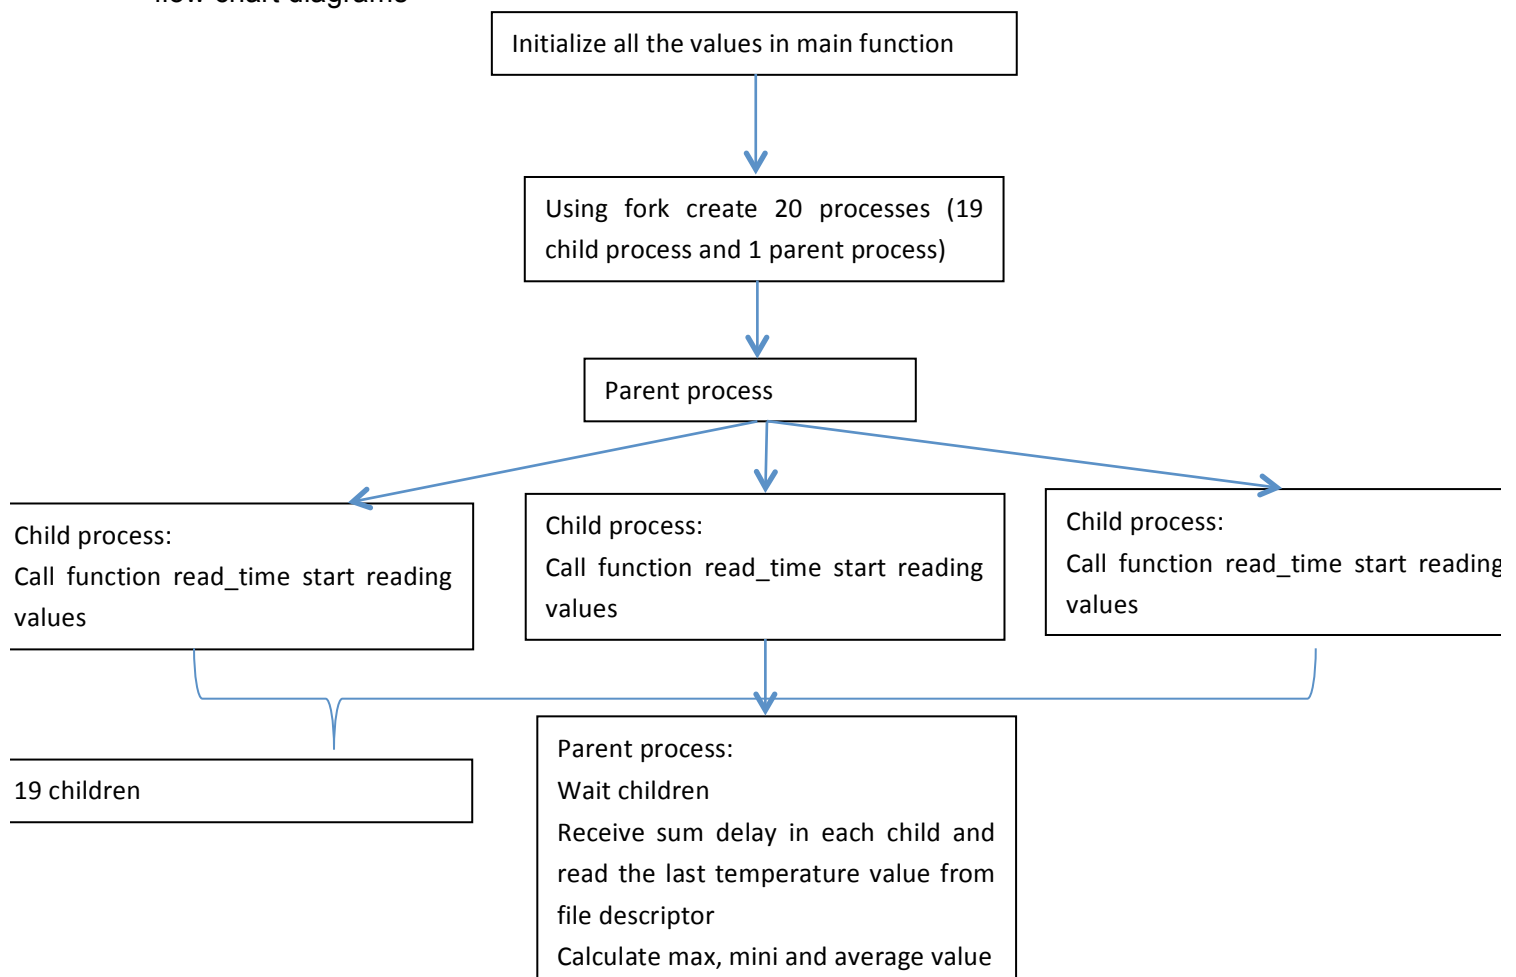 flow chart diagrams
Initialize all the values in main function
Using fork create 20 processes (19
child process and 1 parent process)
Parent process
Child process:
Call function read_time start reading
values
Child process:
Call function read_time start reading
values
Child process:
Call function read_time start reading
values
19 children
Parent process:
Wait children
Receive sum delay in each child and
read the last temperature value from
file descriptor
Calculate max, mini and average value